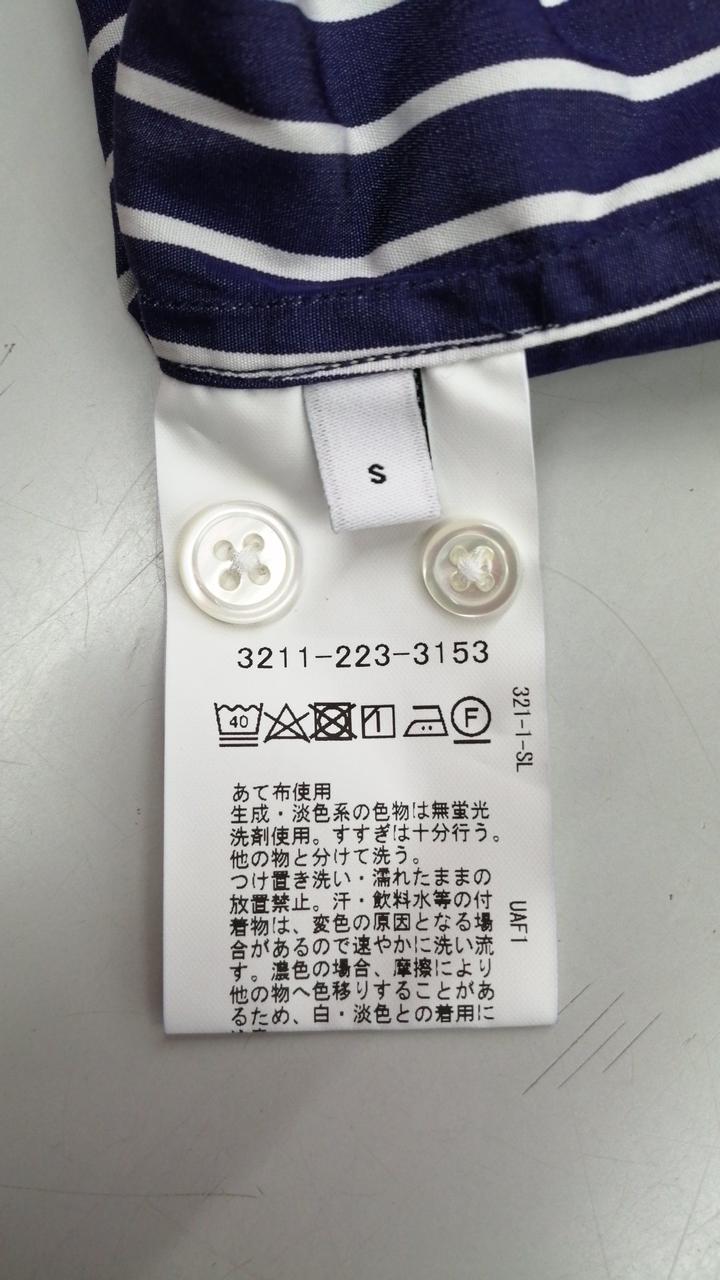 S
3211-223-3153
40
F
321-1-SL
あて布使用
生成・淡色系の色物は無蛍光
洗剤使用。すすぎは十分行う。
他の物と分けて洗う。
つけ置き洗い・濡れたままの
放置禁止。汗・飲料水等の付
着物は、変色の原因となる場
合があるので速やかに洗い流
す。濃色の場合、摩擦により
他の物へ色移りすることがあ
るため、白・淡色との着用に
UAF1